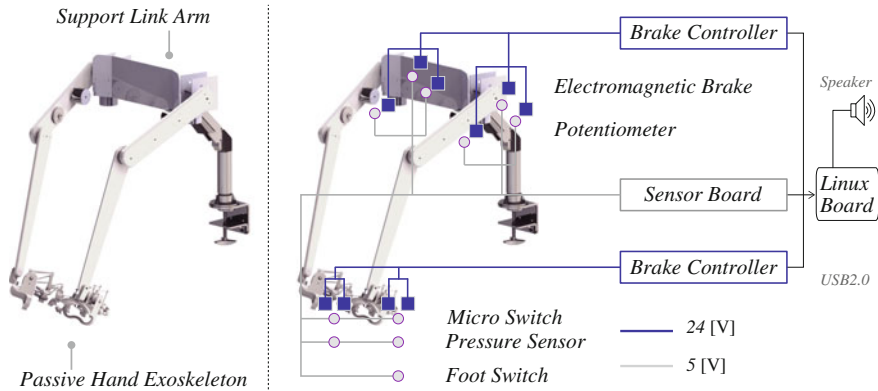 Support Link Arm
Passive Hand Exoskeleton
Brake Controller
Electromagnetic Brake
Potentiometer
Speaker
Sensor Board
Linux
Board
Brake Controller
USB2.0
Micro Switch
Pressure Sensor
Foot Switch
24 [V]
5 [V]